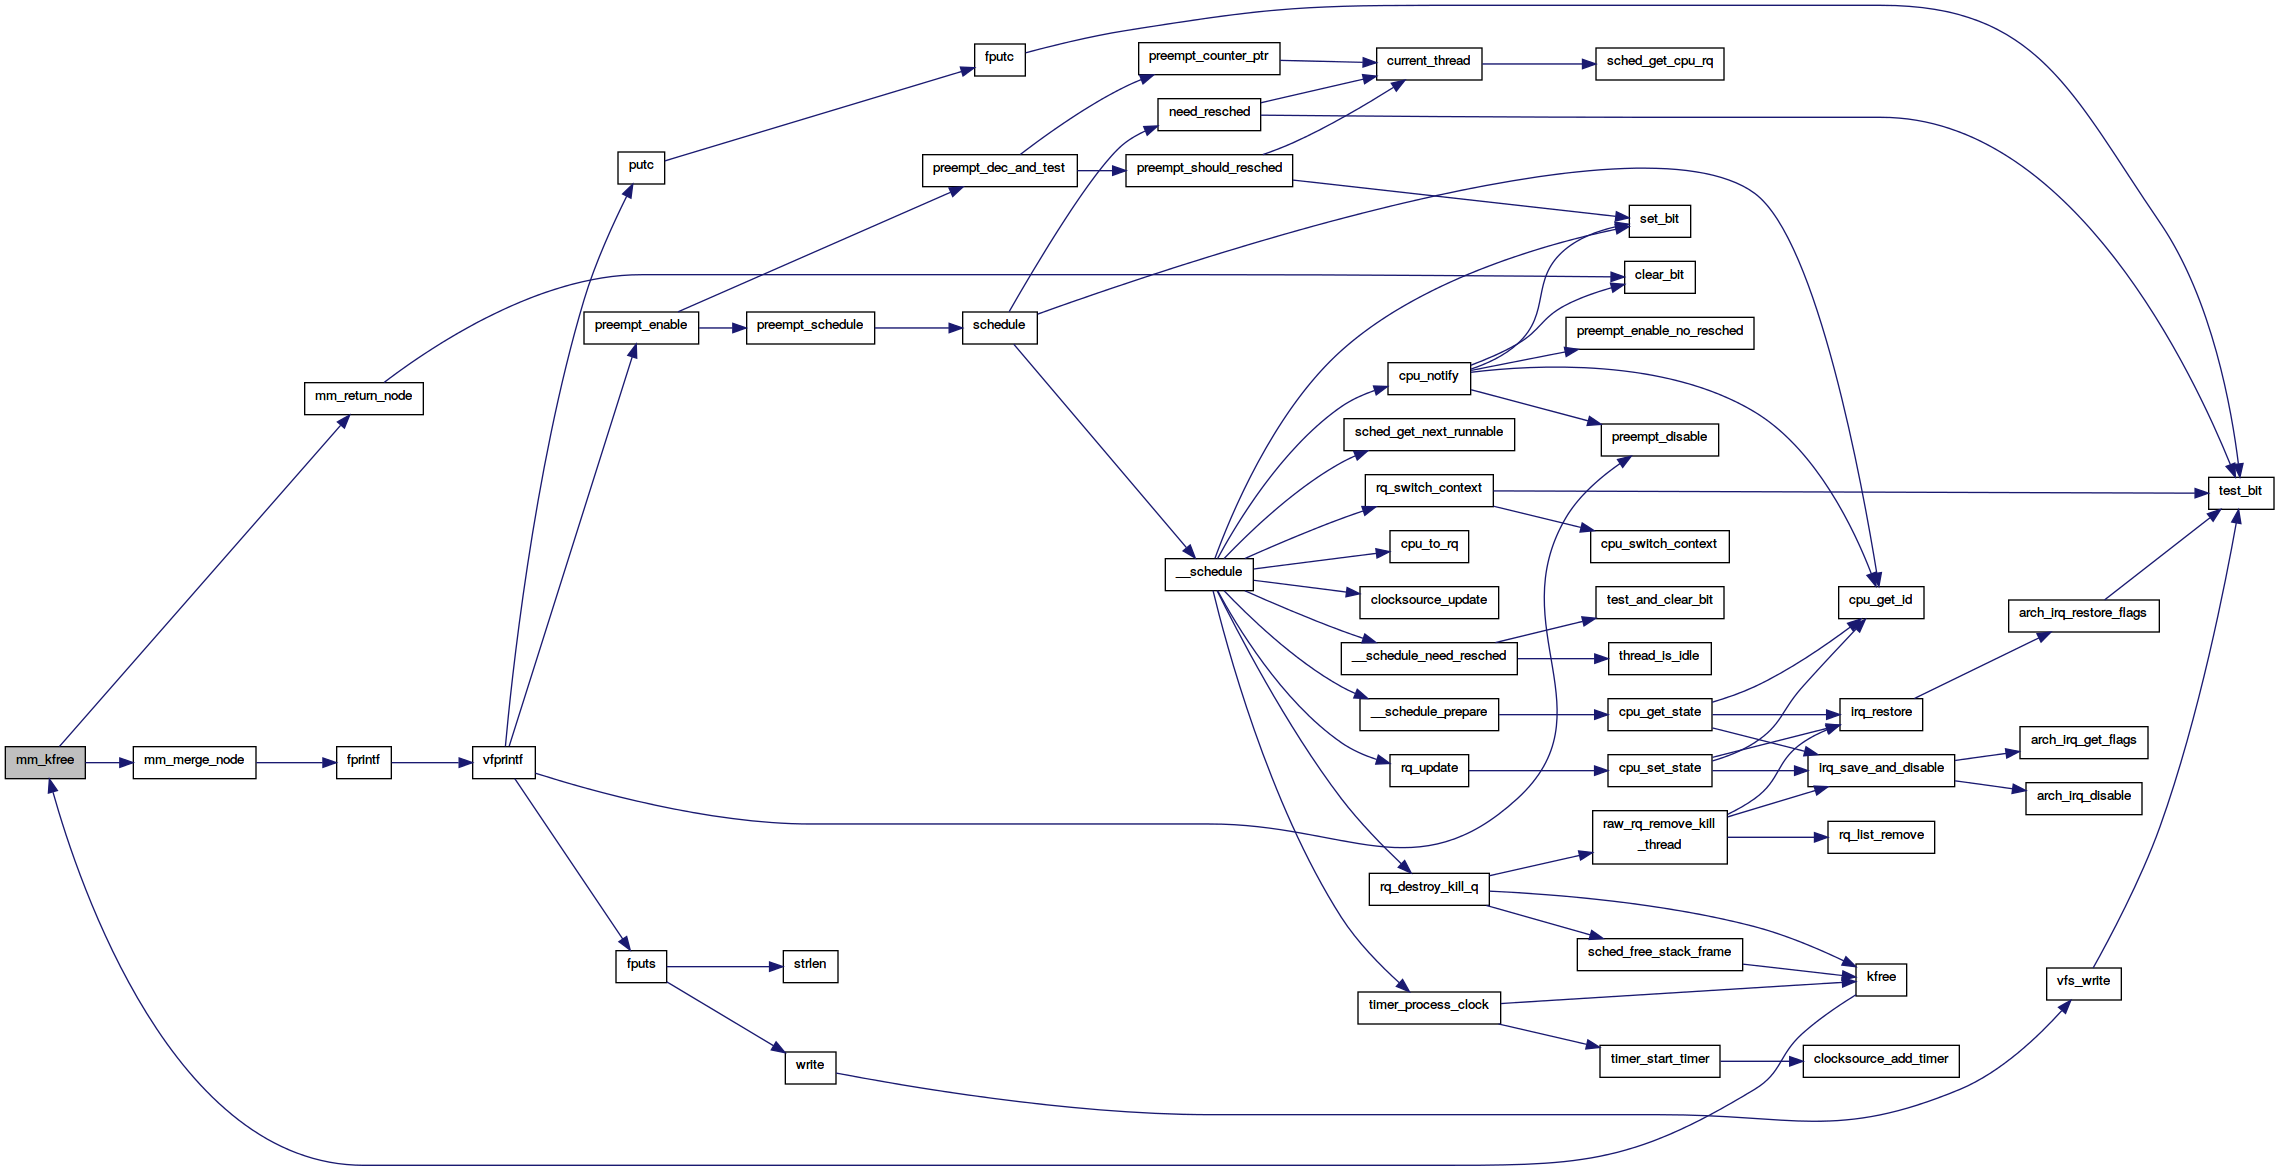 fputc
preempt_counter_ptr
current_thread
sched_get_cpu_rq
need_resched
putc
preempt_dec_and_test
preempt_should_resched
set_bit
clear_bit
preempt_enable
preempt_schedule
schedule
preempt_enable_no_resched
cpu_notify
mm_return_node
sched_get_next_runnable
preempt_disable
rq_switch_context
test_bit
cpu_to_rq
cpu_switch_context
__schedule
clocksource_update
test_and_clear_bit
cpu_get_id
arch_irq_restore_flags
__schedule_need_resched
thread_is_idle
__schedule_prepare
cpu_get_state
irq_restore
arch_irq_get_flags
mm_kfree
mm_merge_node
fprintf
vfprintf
rq_update
cpu_set_state
irq_save_and_disable
arch_irq_disable
raw_rq_remove_kill
_thread
rq_list_remove
rq_destroy_kill_q
sched_free_stack_frame
fputs
strlen
kfree
vfs_write
timer_process_clock
timer_start_timer
clocksource_add_timer
write